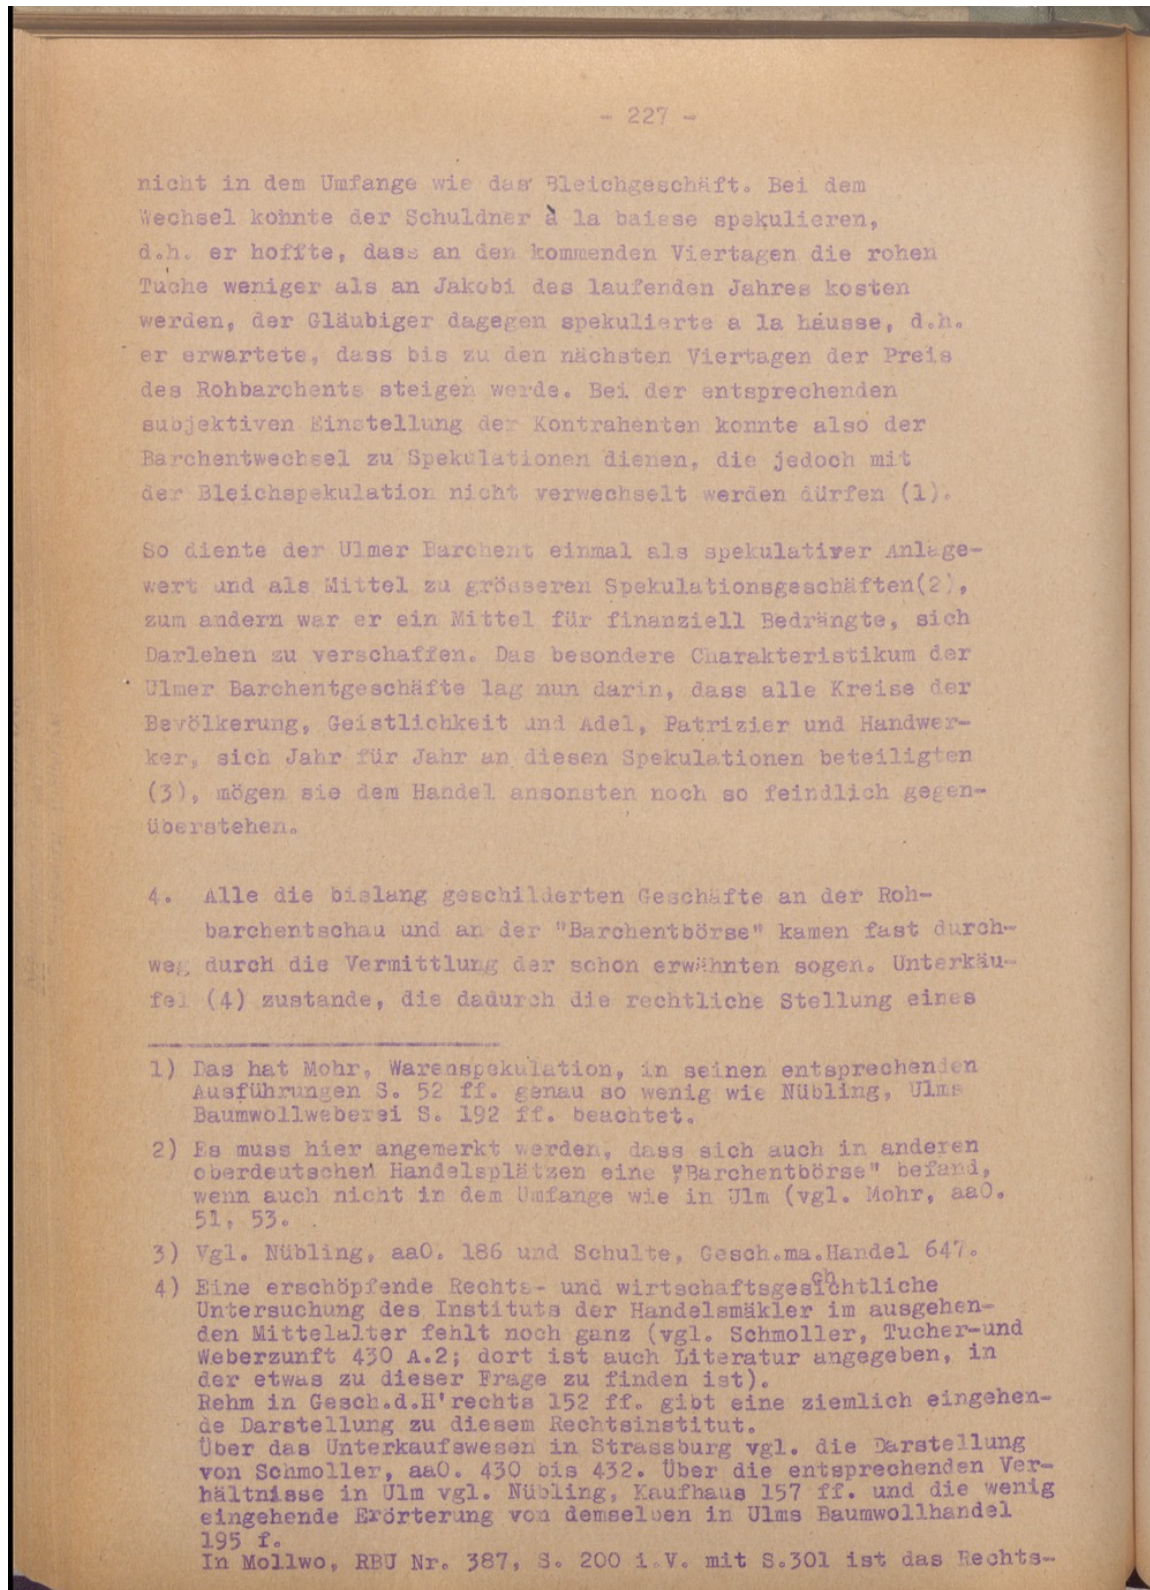 - 227 -
nicht in dem Umfange wie das Bleichgeschäft. Bei dem
Wechsel konnte der Schuldner à la baisse spekulieren,
d.h. er hoffte, dass an den kommenden Viertagen die rohen
Tuche weniger als an Jakobi des laufenden Jahres kosten
werden, der Gläubiger dagegen spekulierte a la hausse, d.h.
er erwartete, dass bis zu den nächsten Viertagen der Preis
des Rohbarchents steigen werde. Bei der entsprechenden
subjektiven Einstellung der Kontrahenten konnte also der
Barchentwechsel zu Spekulationen dienen, die jedoch mit
der Bleichspekulation nicht verwechselt werden dürfen (1).
So diente der Ulmer Barchent einmal als spekulativer Anlage-
wert und als Mittel zu grösseren Spekulationsgeschäften(2),
zum andern war er ein Mittel für finanziell Bedrängte, sich
Darlehen zu verschaffen. Das besondere Charakteristikum der
Ulmer Barchentgeschäfte lag nun darin, dass alle Kreise der
Bevölkerung, Geistlichkeit und Adel, Patrizier und Handwer-
ker, sich Jahr für Jahr an diesen Spekulationen beteiligten
(3), mögen sie dem Handel ansonsten noch so feindlich gegen-
überstehen.
4. Alle die bislang geschilderten Geschäfte an der Roh-
barchentschau und an der "Barchentbörse" kamen fast durch-
weg durch die Vermittlung der schon erwähnten sogen. Unterkäu-
fel (4) zustande, die dadurch die rechtliche Stellung eines
1) Das hat Mohr, Warenspekulation, in seinen entsprechenden
Ausführungen S. 52 ff. genau so wenig wie Nübling, Ulms
Baumwollweberei S. 192 ff. beachtet.
2) Es muss hier angemerkt werden, dass sich auch in anderen
oberdeutschen Handelsplätzen eine "Barchentbörse" befand,
wenn auch nicht in dem Umfange wie in Ulm (vgl. Mohr, aaO.
51, 53.
3) Vgl. Nübling, aaO. 186 und Schulte, Gesch.ma.Handel 647.
4) Eine erschöpfende Rechts- und wirtschaftsgesichchtliche
Untersuchung des Instituts der Handelsmäkler im ausgehen-
den Mittelalter fehlt noch ganz (vgl. Schmoller, Tucher-und
Weberzunft 430 A.2; dort ist auch Literatur angegeben, in
der etwas zu dieser Frage zu finden ist).
Rehm in Gesch.d.H'rechts 152 ff. gibt eine ziemlich eingehen-
de Darstellung zu diesem Rechtsinstitut.
Über das Unterkaufswesen in Strassburg vgl. die Darstellung
von Schmoller, aaO. 430 bis 432. Über die entsprechenden Ver-
hältnisse in Ulm vgl. Nübling, Kaufhaus 157 ff. und die wenig
eingehende Erörterung von demselben in Ulms Baumwollhandel
195 f.
In Mollwo, RBU Nr. 387, S. 200 i.V. mit S.301 ist das Rechts-